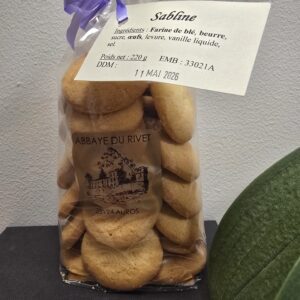 Sabline
Ingrédients : Farine de blé, beurre,
sucre, œufs, levure, vanille liquide,
sel.
Poids net : 220 g EMB : 33021A
DDM :
11 MAI 2026
ABBAYE DU RIVET
33124 AUROS